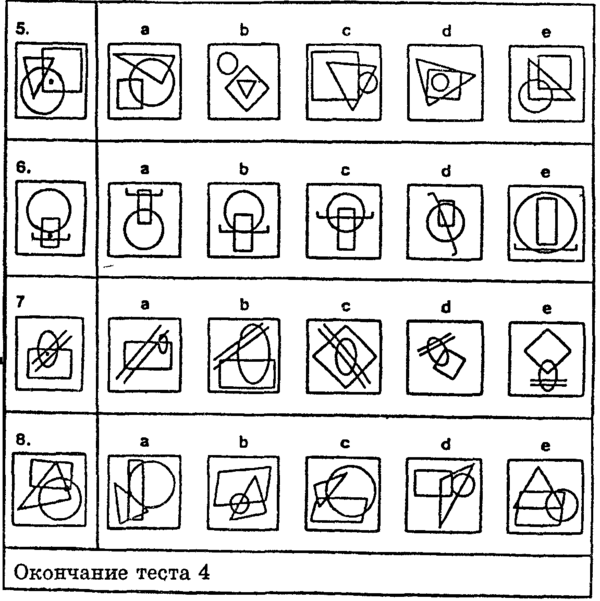 5. a b c d e
6. a b c d e
7 a b c d e
8. a b c d e
Окончание теста 4